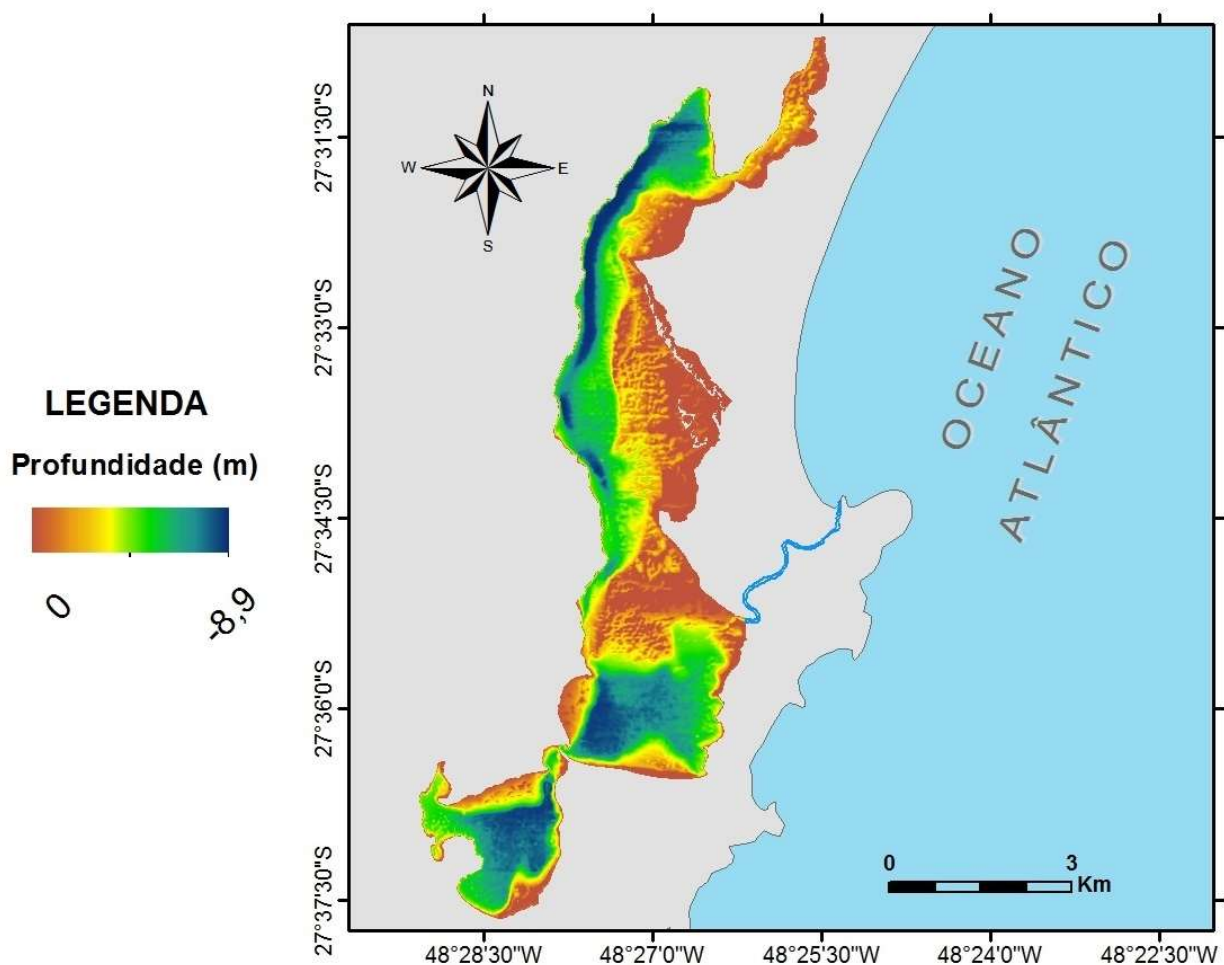 N
W
E
S
27°31'30"S
27°33'0"S
27°34'30"S
27°36'0"S
27°37'30"S
LEGENDA
Profundidade (m)
0
-8,9
OCEANO
ATLÂNTICO
0
3
Km
48°28'30"W
48°27'0"W
48°25'30"W
48°24'0"W
48°22'30"W